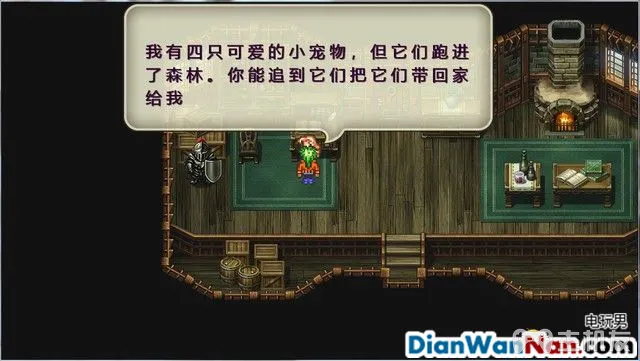 我有四只可爱的小宠物，但它们跑进
了森林。你能追到它们把它们带回家
给我
电玩男
DianWanNan.com